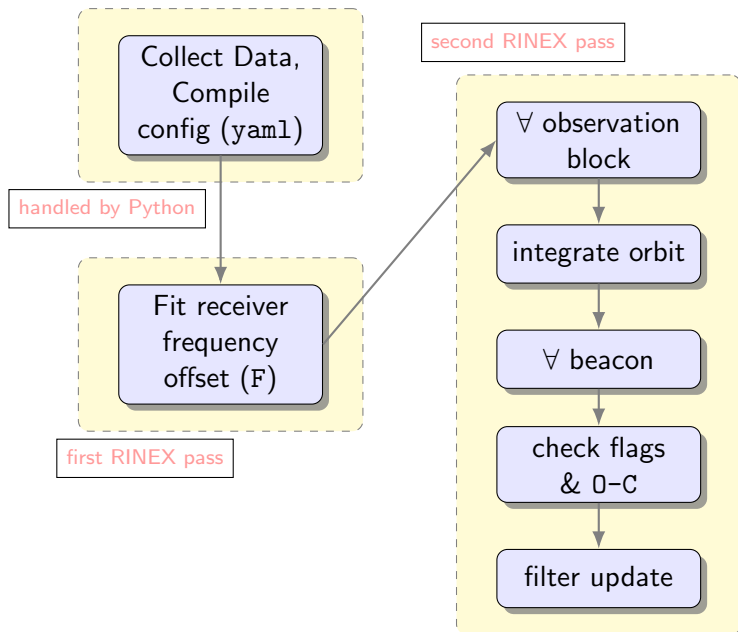 Collect Data,
Compile
config (yaml)
handled by Python
Fit receiver
frequency
offset (F)
first RINEX pass
second RINEX pass
∀ observation
block
integrate orbit
∀ beacon
check flags
& O-C
filter update